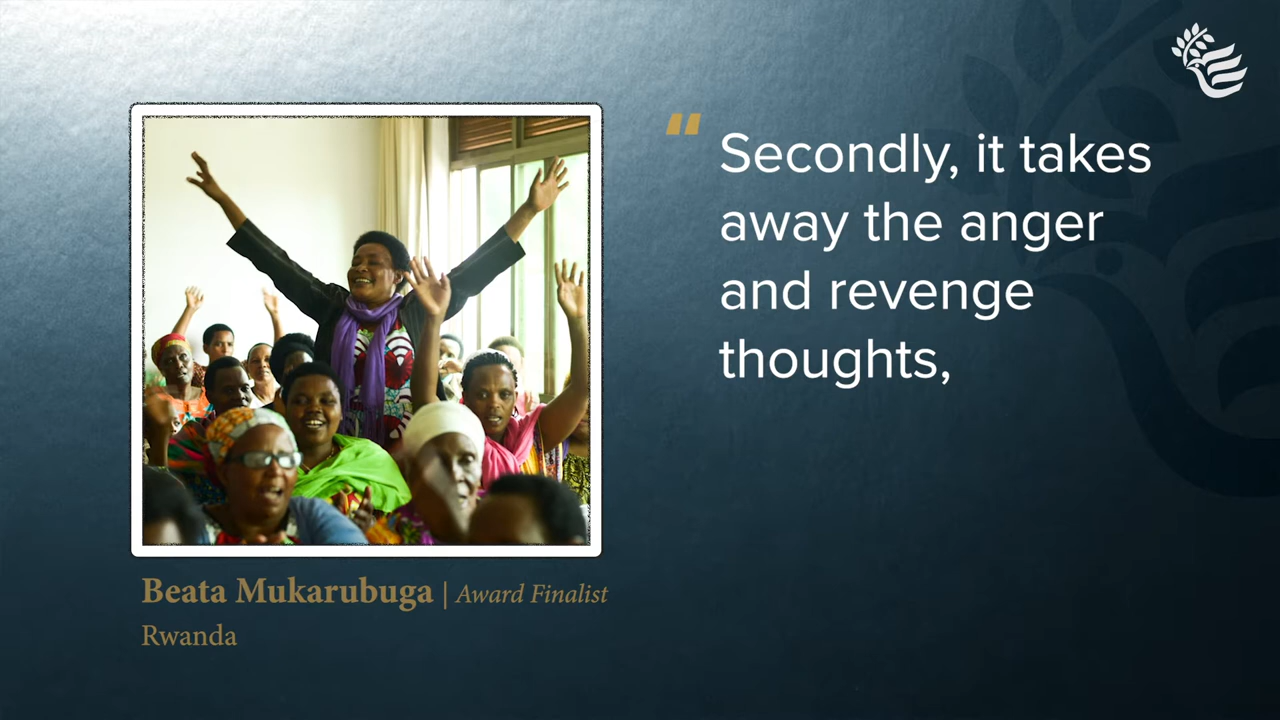 “
Secondly, it takes
away the anger
and revenge
thoughts,
Beata Mukarubuga | Award Finalist
Rwanda